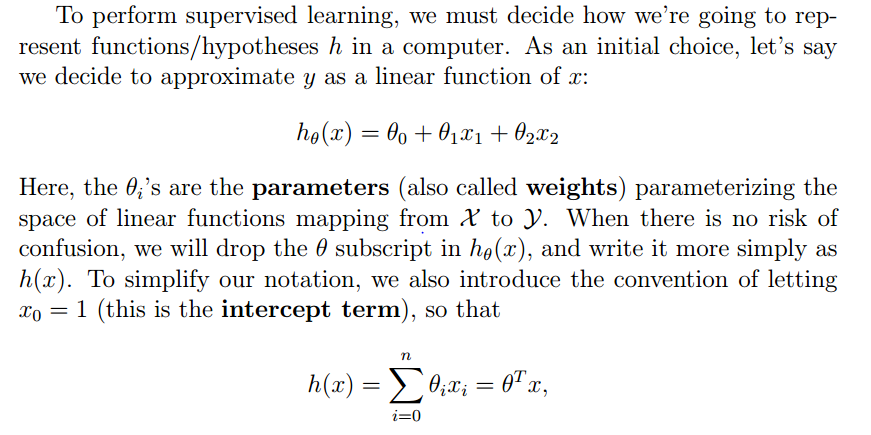 To perform supervised learning, we must decide how we're going to rep-
resent functions/hypotheses h in a computer. As an initial choice, let's say
we decide to approximate y as a linear function of x:
hθ(x) = θ0 + θ1x1 + θ2x2
Here, the θi's are the parameters (also called weights) parameterizing the
space of linear functions mapping from 𝒳 to 𝒴. When there is no risk of
confusion, we will drop the θ subscript in hθ(x), and write it more simply as
h(x). To simplify our notation, we also introduce the convention of letting
x0 = 1 (this is the intercept term), so that
h(x) = ∑_{i=0}^{n} θixi = θ^T x,